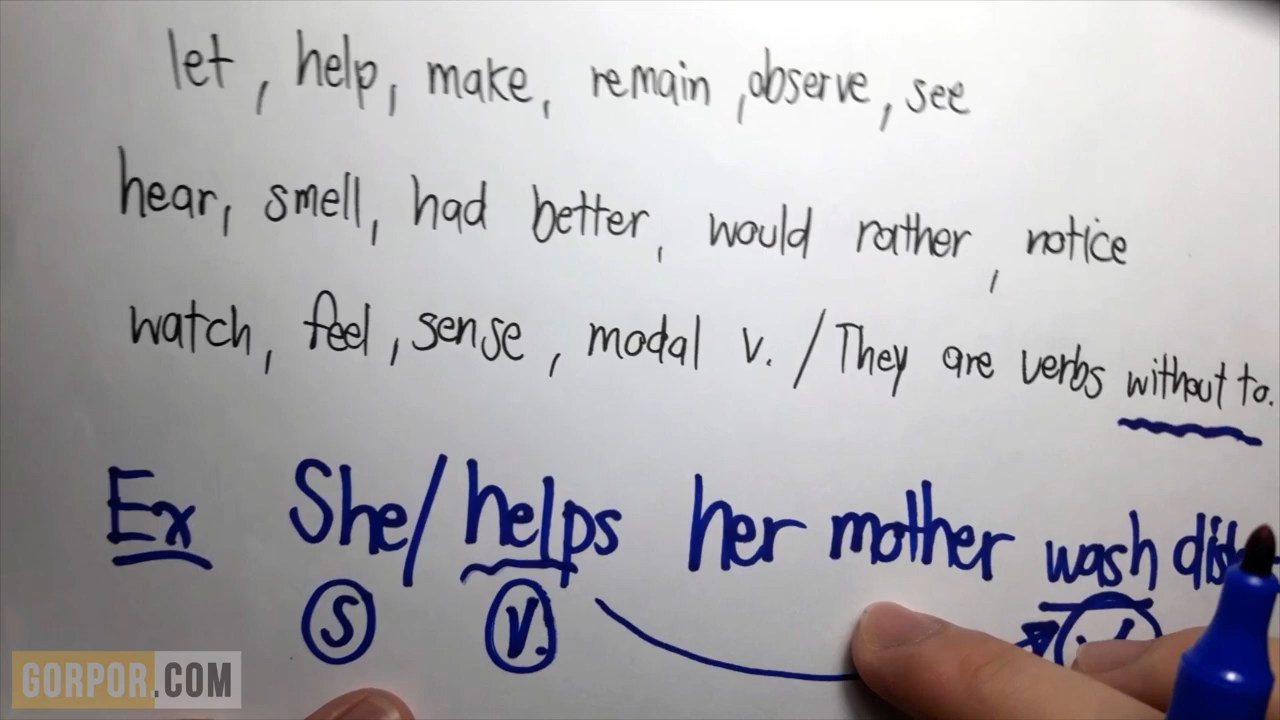 let, help, make, remain, observe, see
hear, smell, had better, would rather, notice
watch, feel, sense, modal v. / They are verbs without to.
Ex She/ helps her mother wash
S V.
GORPOR.COM